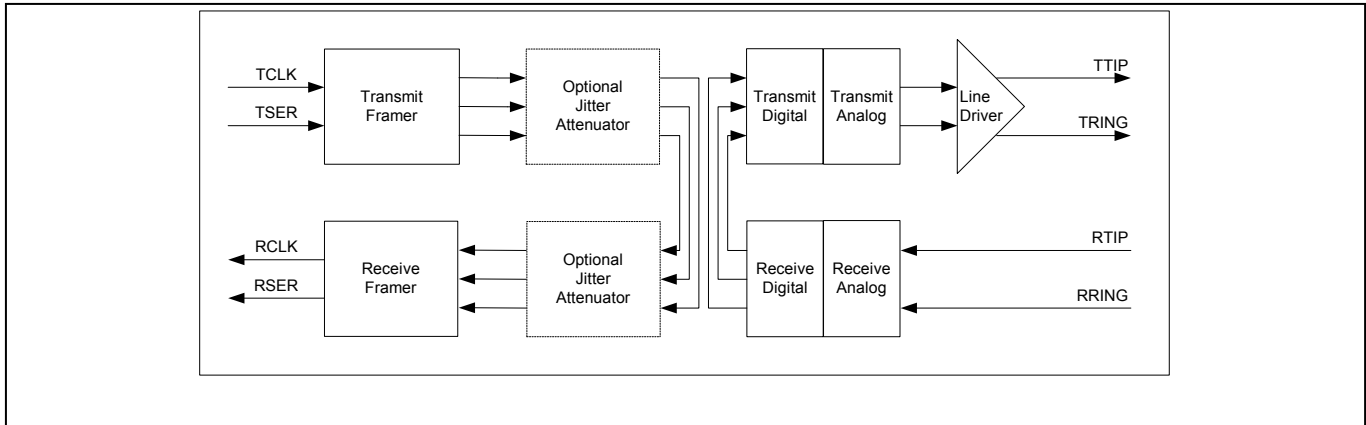 TCLK
TSER
Transmit
Framer
Optional
Jitter
Attenuator
Transmit
Digital
Transmit
Analog
Line
Driver
TTIP
TRING
RCLK
RSER
Receive
Framer
Optional
Jitter
Attenuator
Receive
Digital
Receive
Analog
RTIP
RRING